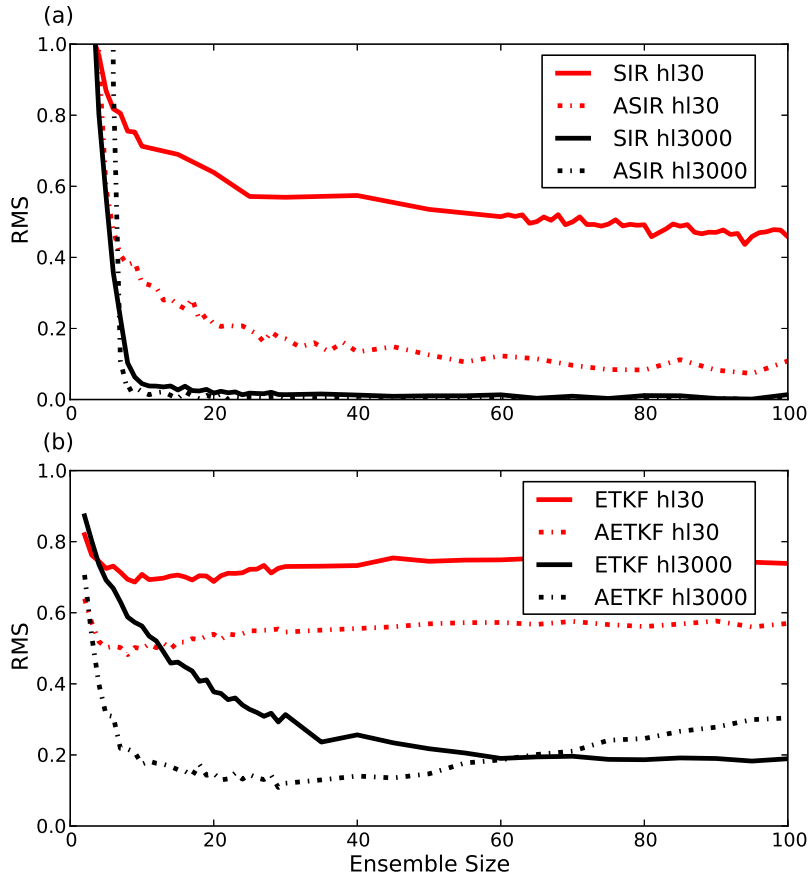 (a)
1.0
0.8
0.6
0.4
0.2
0.0
RMS
SIR hl30
ASIR hl30
SIR hl3000
ASIR hl3000
0
20
40
60
80
100
(b)
1.0
0.8
0.6
0.4
0.2
0.0
RMS
ETKF hl30
AETKF hl30
ETKF hl3000
AETKF hl3000
0
20
40
60
80
100
Ensemble Size